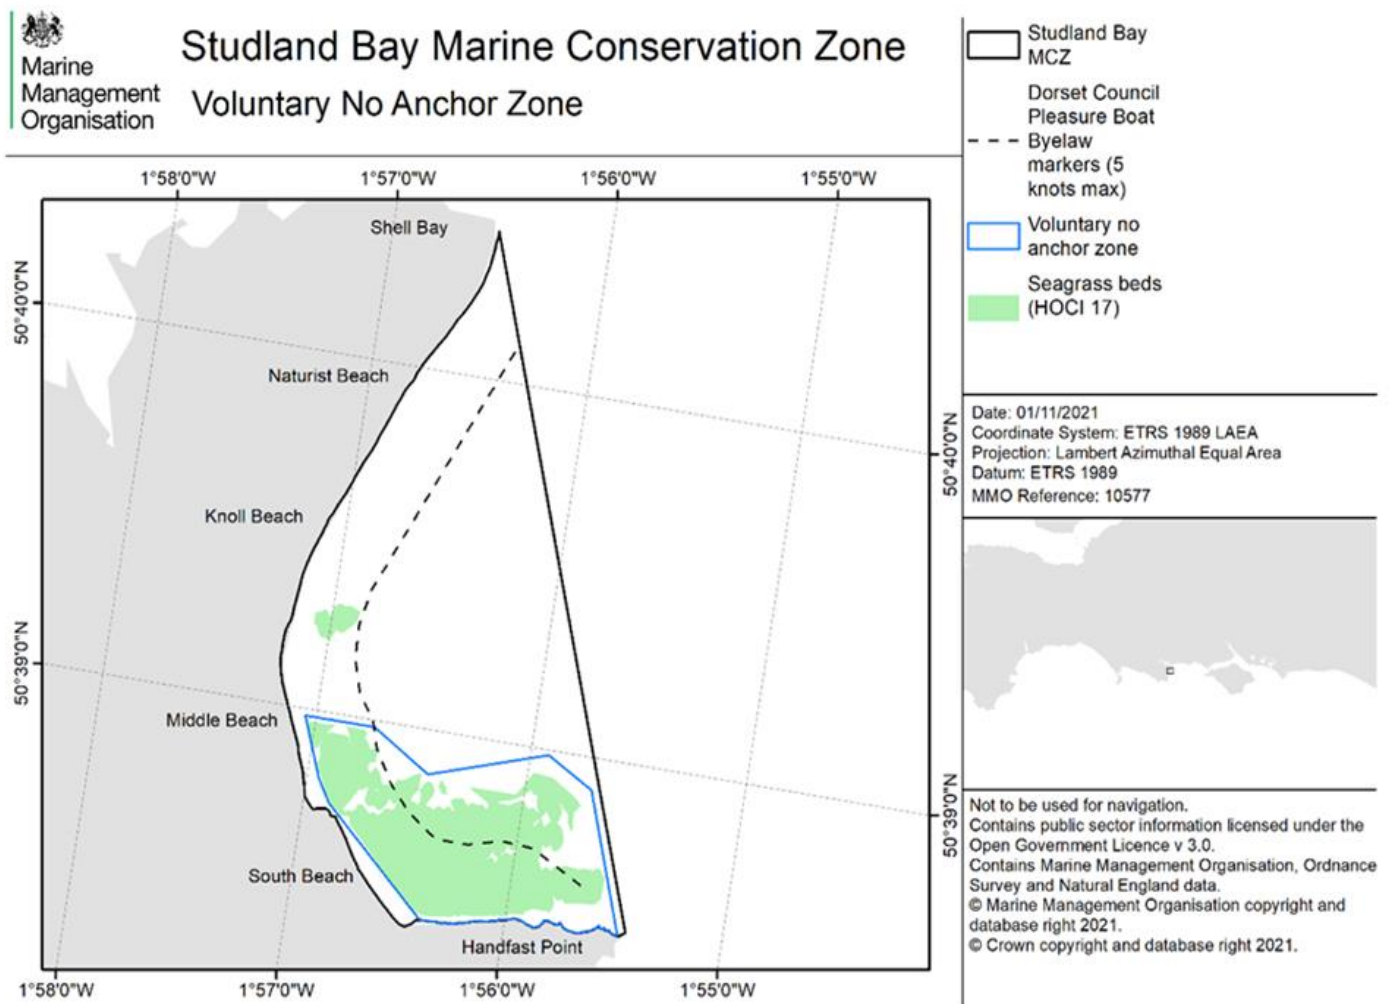 Marine
Management
Organisation
Studland Bay Marine Conservation Zone
Voluntary No Anchor Zone
1°58'0"W
1°57'0"W
1°56'0"W
1°55'0"W
50°40'0"N
50°39'0"N
Shell Bay
Naturist Beach
Knoll Beach
Middle Beach
South Beach
Handfast Point
50°40'0"N
50°39'0"N
1°58'0"W
1°57'0"W
1°56'0"W
1°55'0"W
Studland Bay
MCZ
Dorset Council
Pleasure Boat
Byelaw
markers (5
knots max)
Voluntary no
anchor zone
Seagrass beds
(HOCI 17)
Date: 01/11/2021
Coordinate System: ETRS 1989 LAEA
Projection: Lambert Azimuthal Equal Area
Datum: ETRS 1989
MMO Reference: 10577
Not to be used for navigation.
Contains public sector information licensed under the
Open Government Licence v 3.0.
Contains Marine Management Organisation, Ordnance
Survey and Natural England data.
© Marine Management Organisation copyright and
database right 2021.
© Crown copyright and database right 2021.